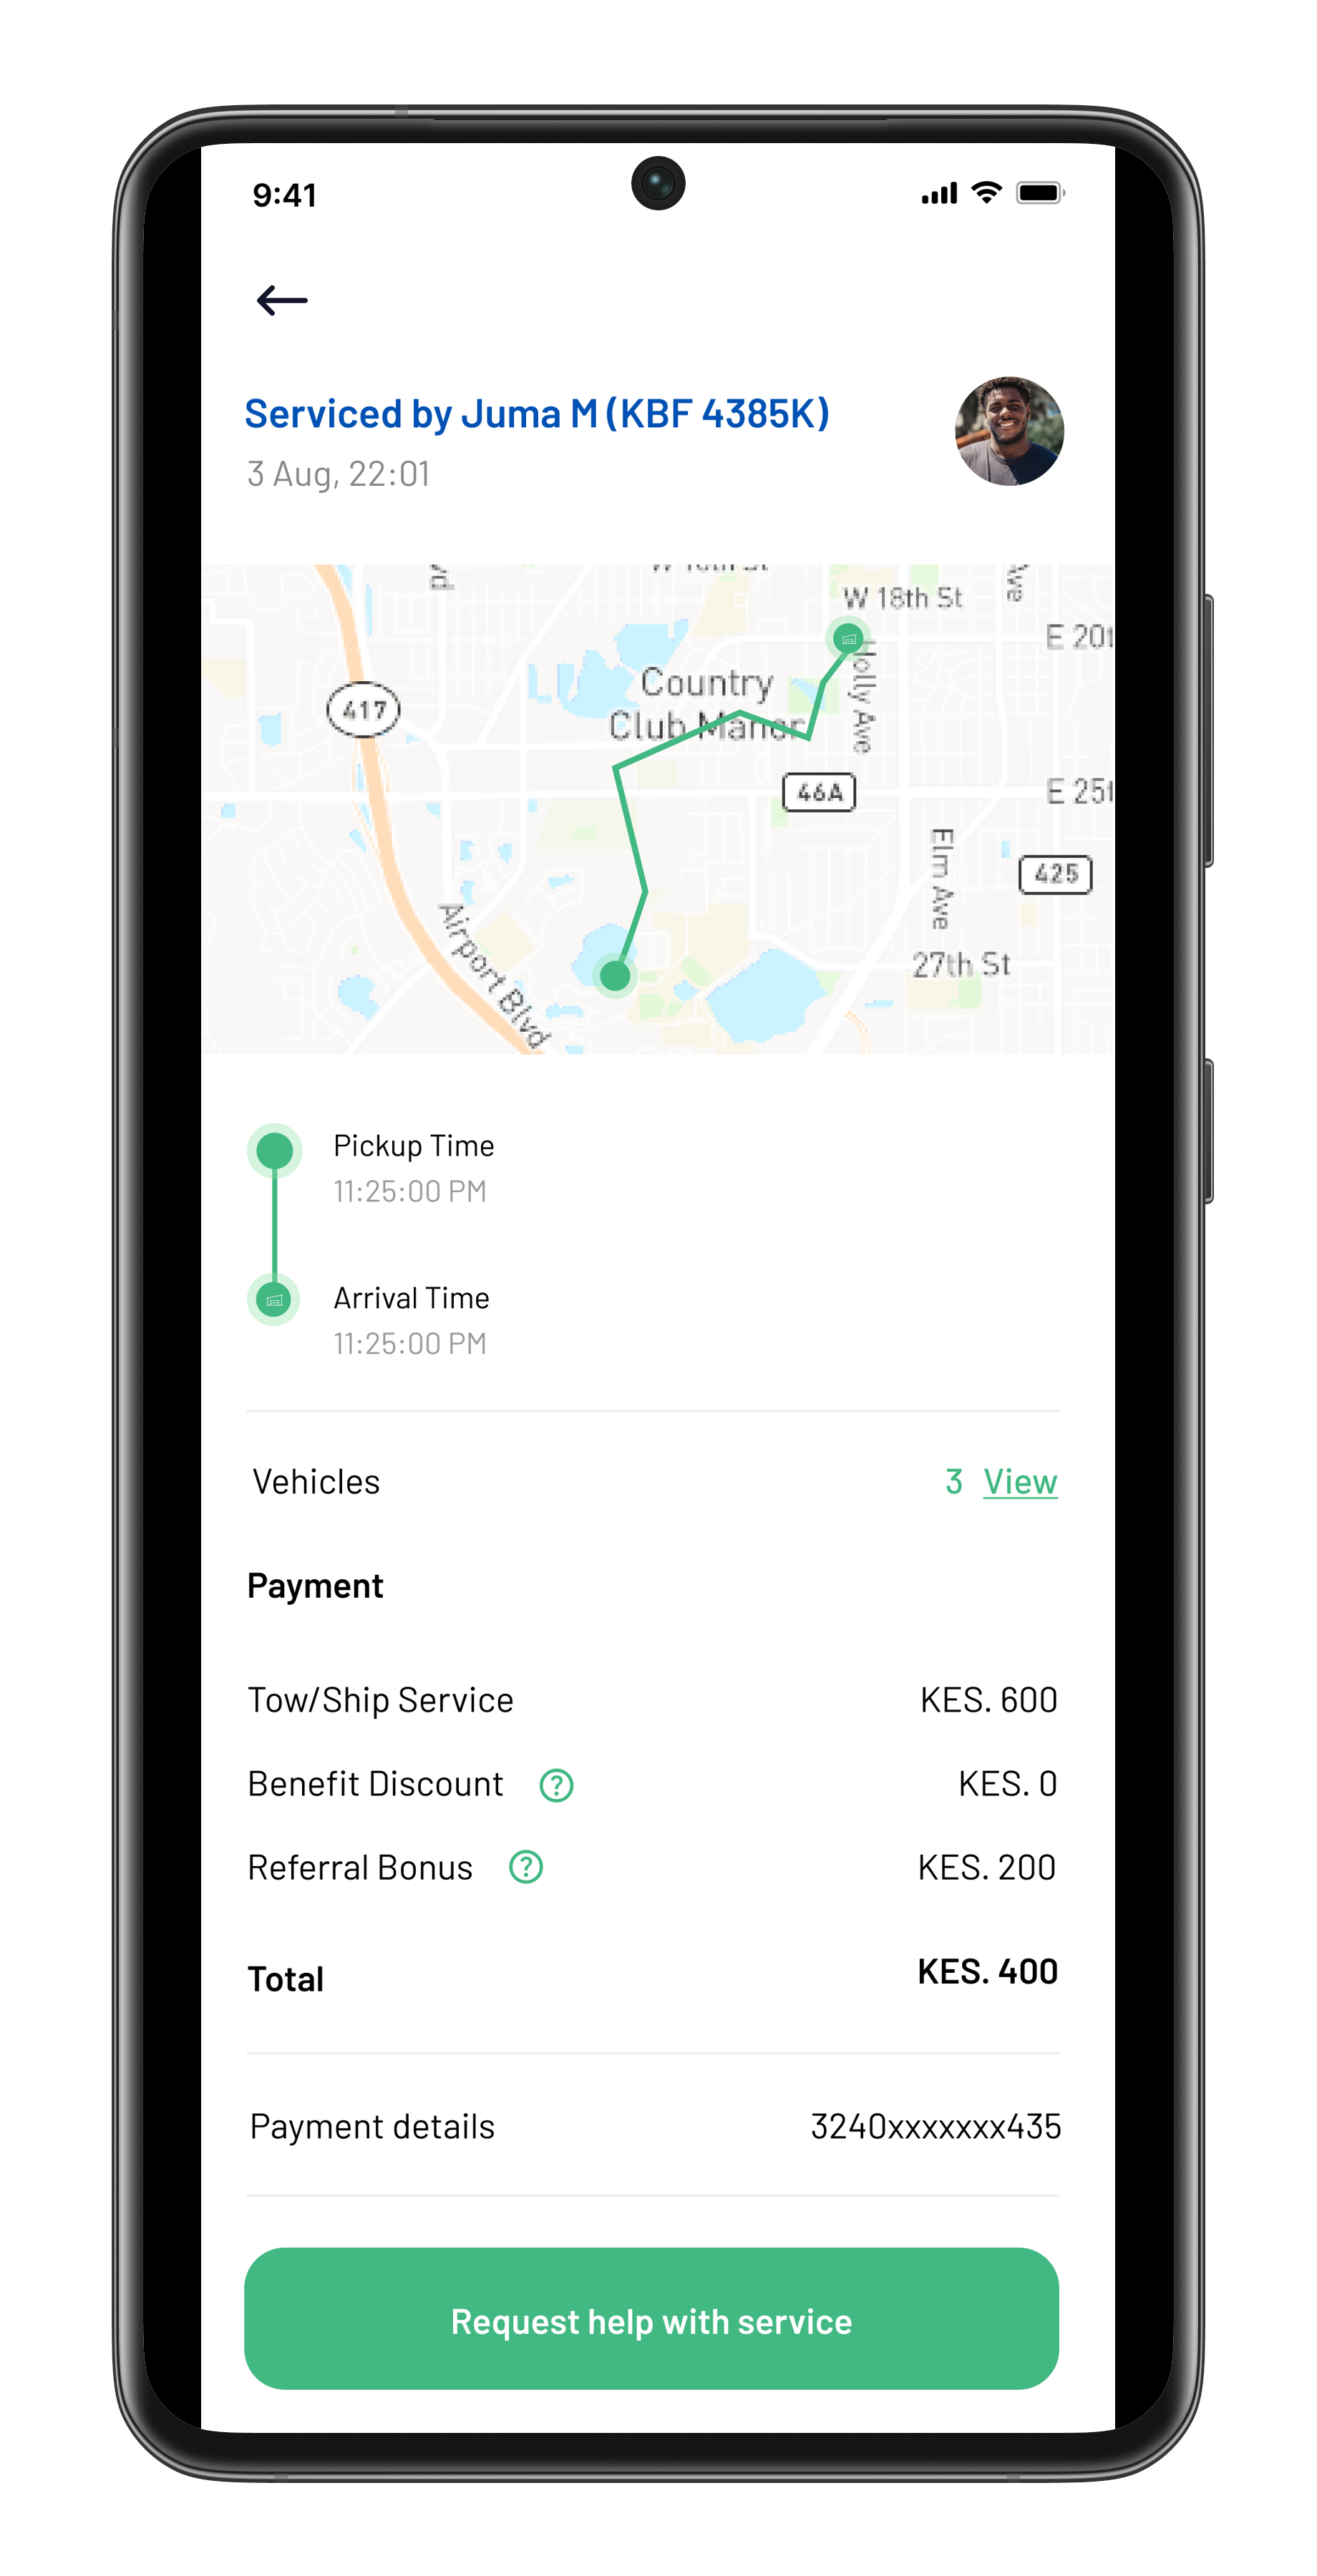 9:41
Serviced by Juma M (KBF 4385K)
3 Aug, 22:01
W 18th St
Ave
E 20t
Country
Club Manor
Holly Ave
417
46A
E 25t
Elm Ave
425
Airport Blvd
27th St
Pickup Time
11:25:00 PM
Arrival Time
11:25:00 PM
Vehicles 3 View
Payment
Tow/Ship Service KES. 600
Benefit Discount ? KES. 0
Referral Bonus ? KES. 200
Total KES. 400
Payment details 3240xxxxxxx435
Request help with service